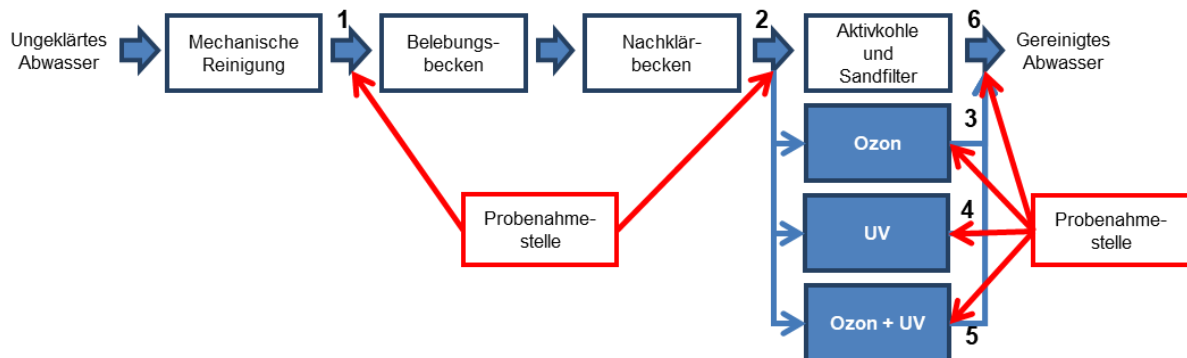 1
2
6
Ungeklärtes
Abwasser
Mechanische
Reinigung
Belebungs-
becken
Nachklär-
becken
Aktivkohle
und
Sandfilter
Gereinigtes
Abwasser
3
Ozon
Probenahme-
stelle
4
UV
Probenahme-
stelle
Ozon + UV
5